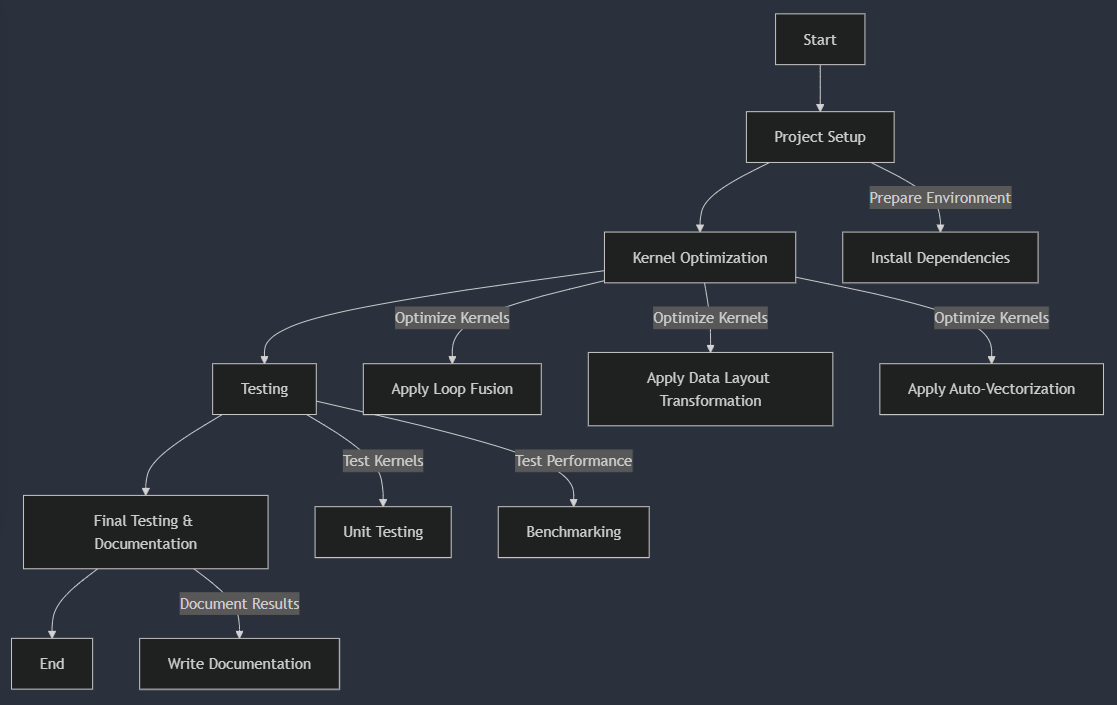 Start
Project Setup
Prepare Environment
Kernel Optimization
Install Dependencies
Optimize Kernels
Optimize Kernels
Optimize Kernels
Testing
Apply Loop Fusion
Apply Data Layout
Transformation
Apply Auto-Vectorization
Test Kernels
Test Performance
Final Testing &
Documentation
Unit Testing
Benchmarking
Document Results
End
Write Documentation